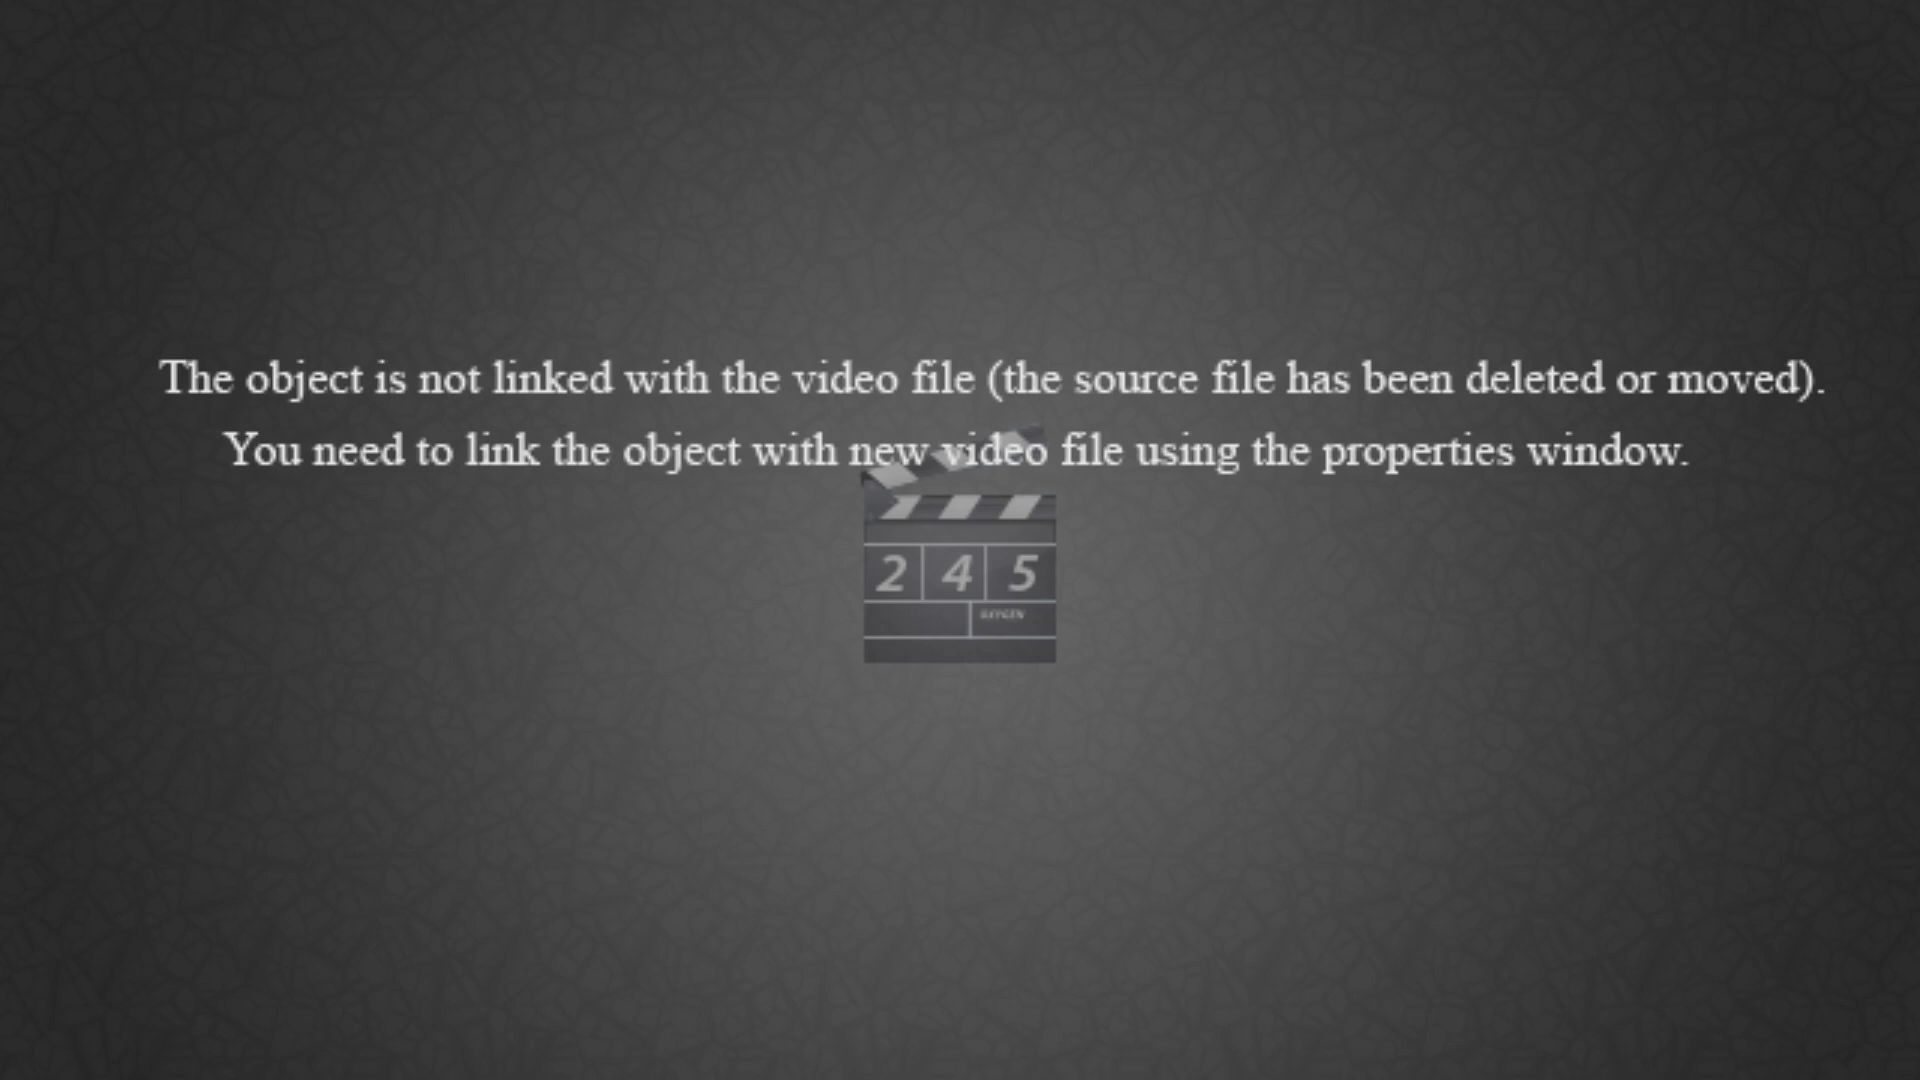 The object is not linked with the video file (the source file has been deleted or moved).
You need to link the object with new video file using the properties window.
2 4 5
OXYGEN